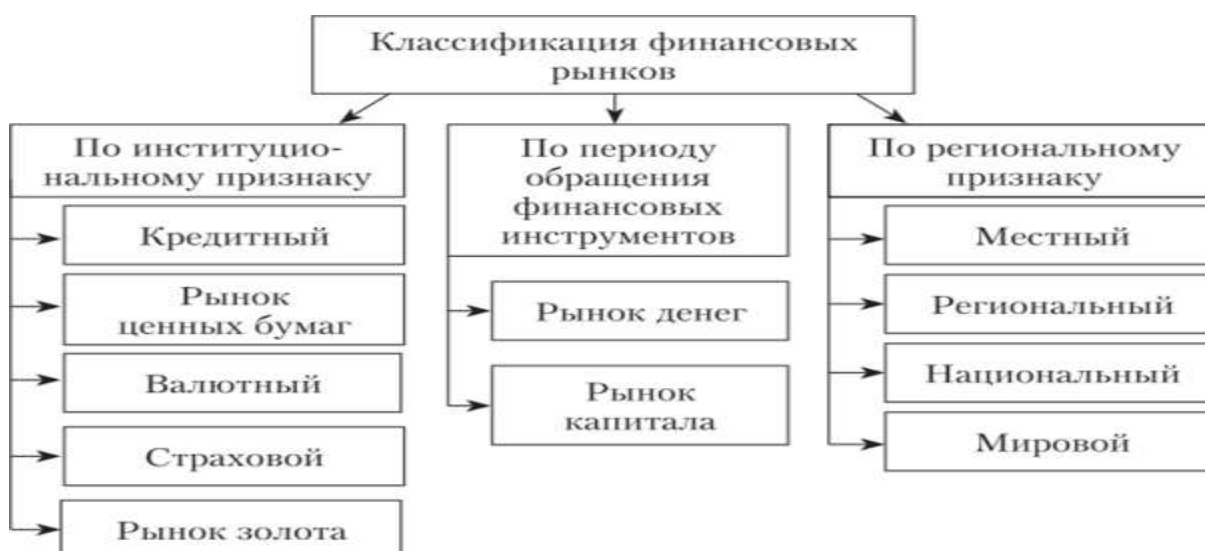 Классификация финансовых
рынков
По институцио-
нальному признаку
Кредитный
Рынок
ценных бумаг
Валютный
Страховой
Рынок золота
По периоду
обращения
финансовых
инструментов
Рынок денег
Рынок
капитала
По региональному
признаку
Местный
Региональный
Национальный
Мировой